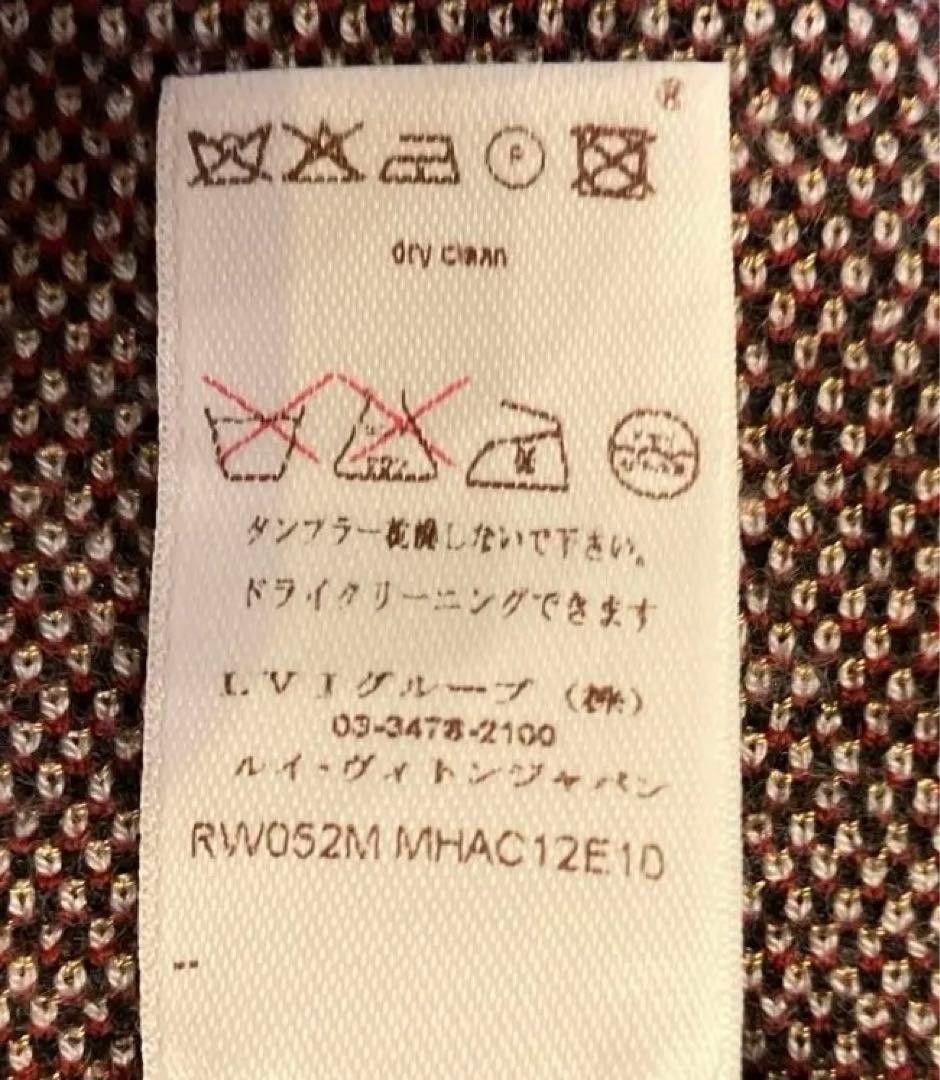 ®
P
dry clean
タンブラー乾燥しないで下さい。
ドライクリーニングできます
LVJグループ（株）
03-3478-2100
ルイ・ヴィトンジャパン
RW052M MHAC12E10
--